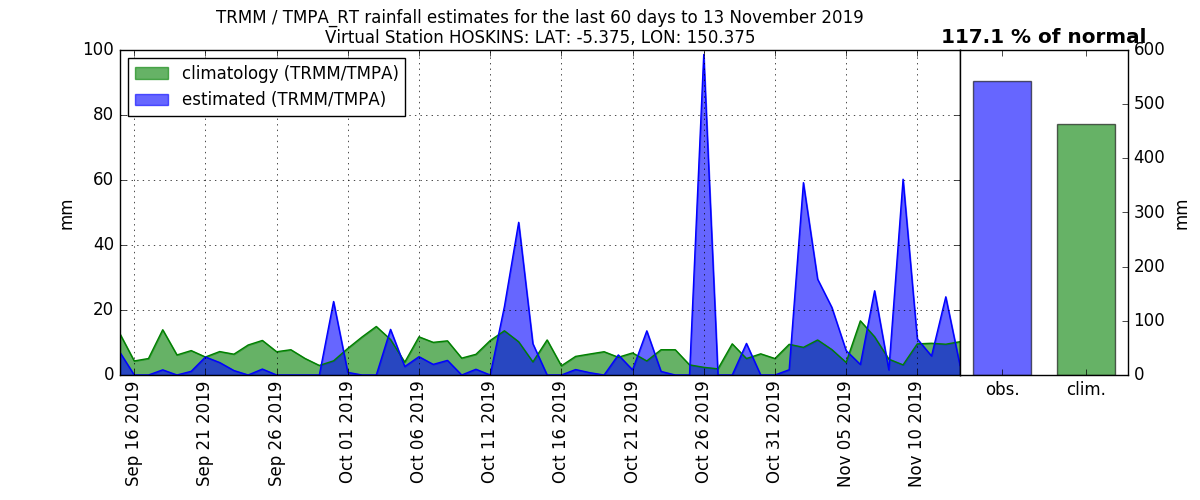 TRMM / TMPA_RT rainfall estimates for the last 60 days to 13 November 2019
Virtual Station HOSKINS: LAT: -5.375, LON: 150.375
117.1 % of normal
climatology (TRMM/TMPA)
estimated (TRMM/TMPA)
100
80
60
40
20
0
mm
600
500
400
300
200
100
0
mm
Sep 16 2019
Sep 21 2019
Sep 26 2019
Oct 01 2019
Oct 06 2019
Oct 11 2019
Oct 16 2019
Oct 21 2019
Oct 26 2019
Oct 31 2019
Nov 05 2019
Nov 10 2019
obs.
clim.